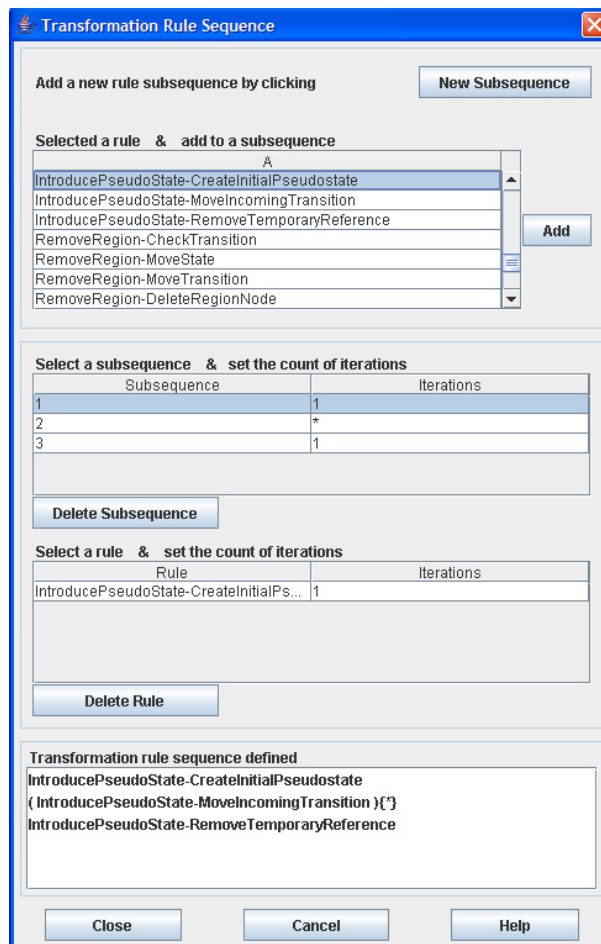 Transformation Rule Sequence
Add a new rule subsequence by clicking New Subsequence
Selected a rule & add to a subsequence
A
IntroducePseudoState-CreateInitialPseudostate
IntroducePseudoState-MoveIncomingTransition
IntroducePseudoState-RemoveTemporaryReference
Add
RemoveRegion-CheckTransition
RemoveRegion-MoveState
RemoveRegion-MoveTransition
RemoveRegion-DeleteRegionNode
Select a subsequence & set the count of iterations
Subsequence Iterations
1 1
2 *
3 1
Delete Subsequence
Select a rule & set the count of iterations
Rule Iterations
IntroducePseudoState-CreateInitialPs... 1
Delete Rule
Transformation rule sequence defined
IntroducePseudoState-CreateInitialPseudostate
( IntroducePseudoState-MoveIncomingTransition ){*}
IntroducePseudoState-RemoveTemporaryReference
Close Cancel Help